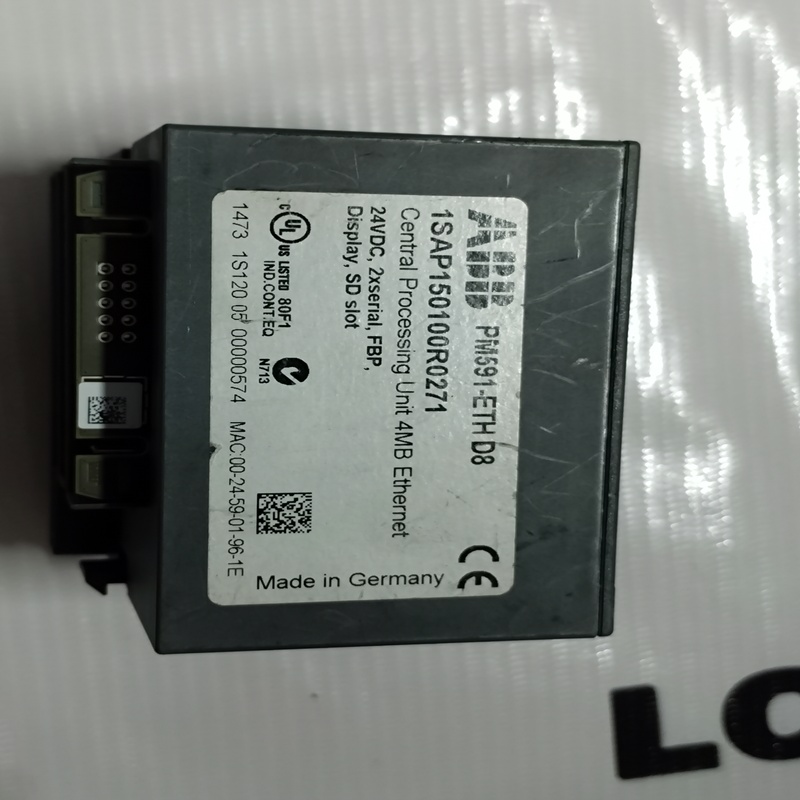 ABB PM591-ETH D8
1SAP150100R0271
Central Processing Unit 4MB Ethernet
24VDC, 2xserial, FBP,
Display, SD slot
CE
C UL US LISTED 80F1
IND.CONT.EQ
N713
1473 1S120 05 00000574 MAC:00-24-59-01-96-1E
Made in Germany
LO